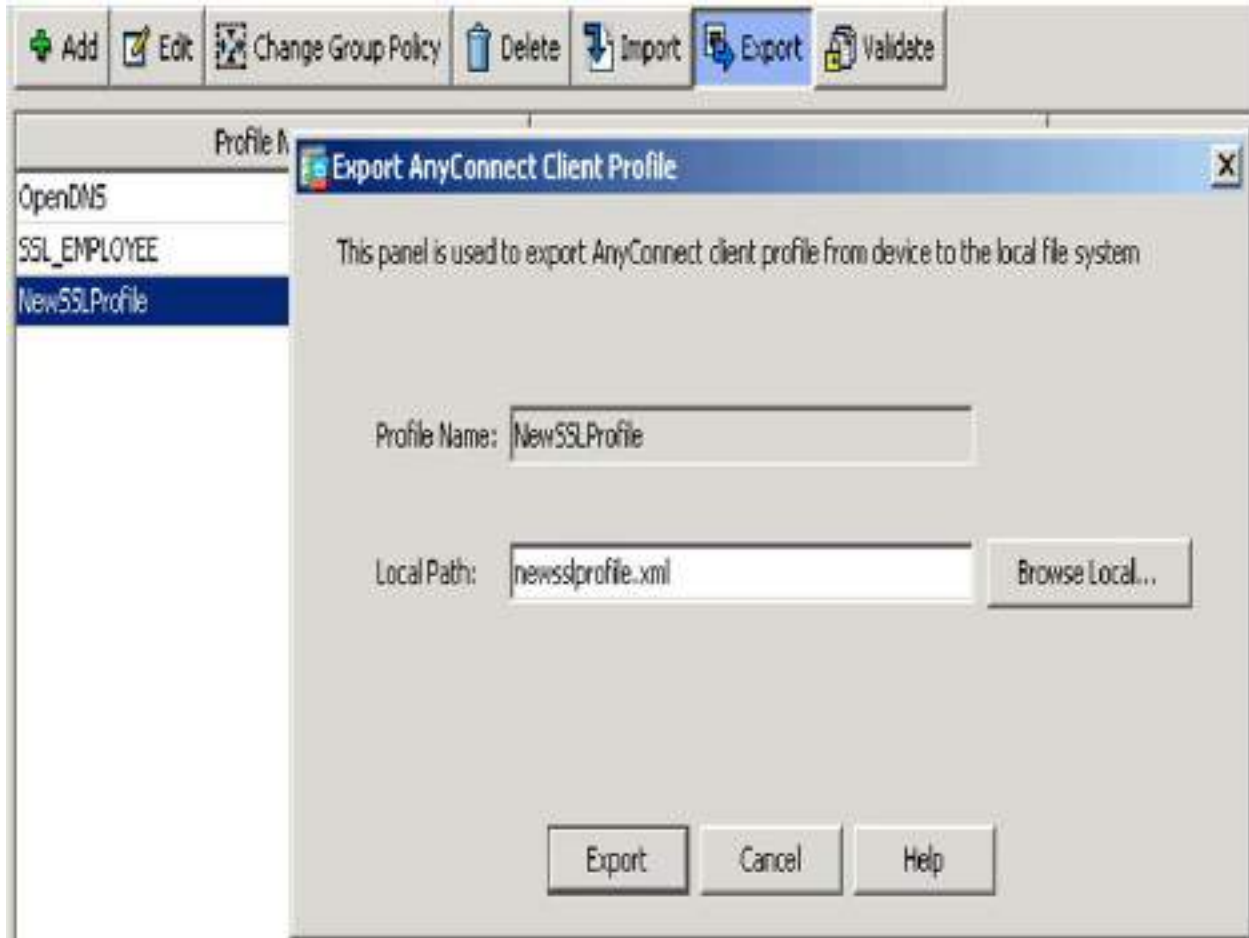 Add Edit Change Group Policy Delete Import Export Validate
Profile N
Export AnyConnect Client Profile
OpenDNS
SSL_EMPLOYEE
NewSSLProfile
This panel is used to export AnyConnect client profile from device to the local file system
Profile Name: NewSSLProfile
Local Path: newsslprofile.xml Browse Local...
Export Cancel Help